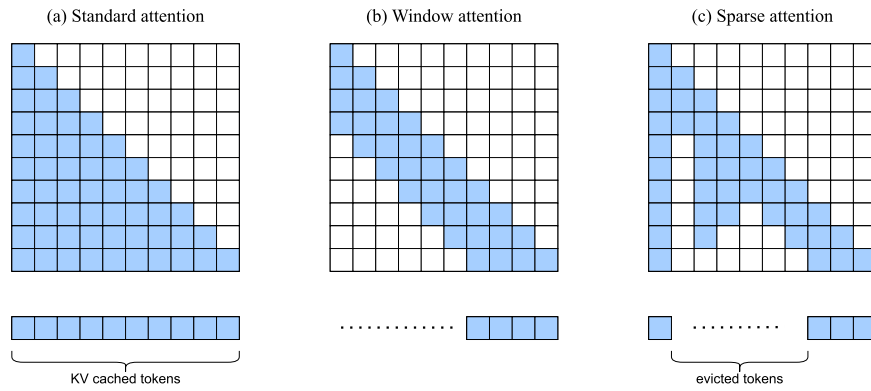 (a) Standard attention
(b) Window attention
(c) Sparse attention
KV cached tokens
evicted tokens